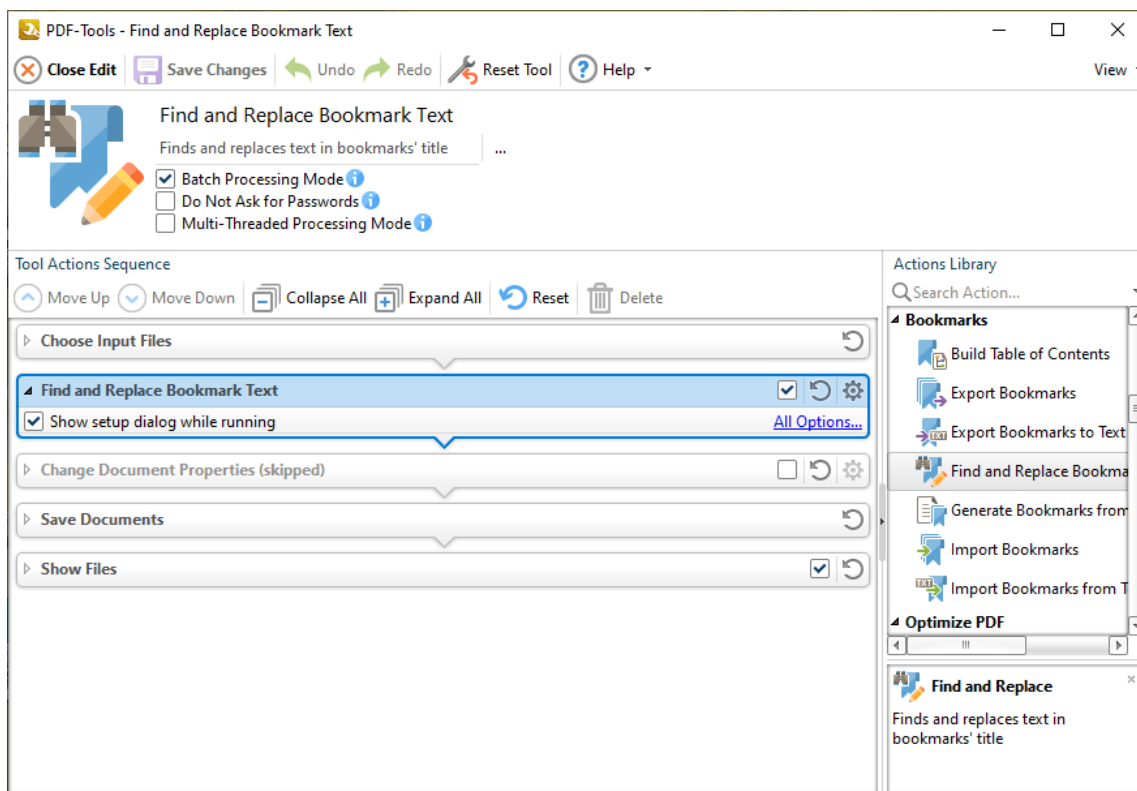 PDF-Tools - Find and Replace Bookmark Text
Close Edit Save Changes Undo Redo Reset Tool Help View
Find and Replace Bookmark Text
Finds and replaces text in bookmarks' title ...
Batch Processing Mode
Do Not Ask for Passwords
Multi-Threaded Processing Mode
Tool Actions Sequence
Move Up Move Down Collapse All Expand All Reset Delete
Choose Input Files
Find and Replace Bookmark Text
Show setup dialog while running All Options...
Change Document Properties (skipped)
Save Documents
Show Files
Actions Library
Search Action...
Bookmarks
Build Table of Contents
Export Bookmarks
TXT Export Bookmarks to Text
Find and Replace Bookma
Generate Bookmarks from
Import Bookmarks
TXT Import Bookmarks from T
Optimize PDF
Find and Replace
Finds and replaces text in
bookmarks' title